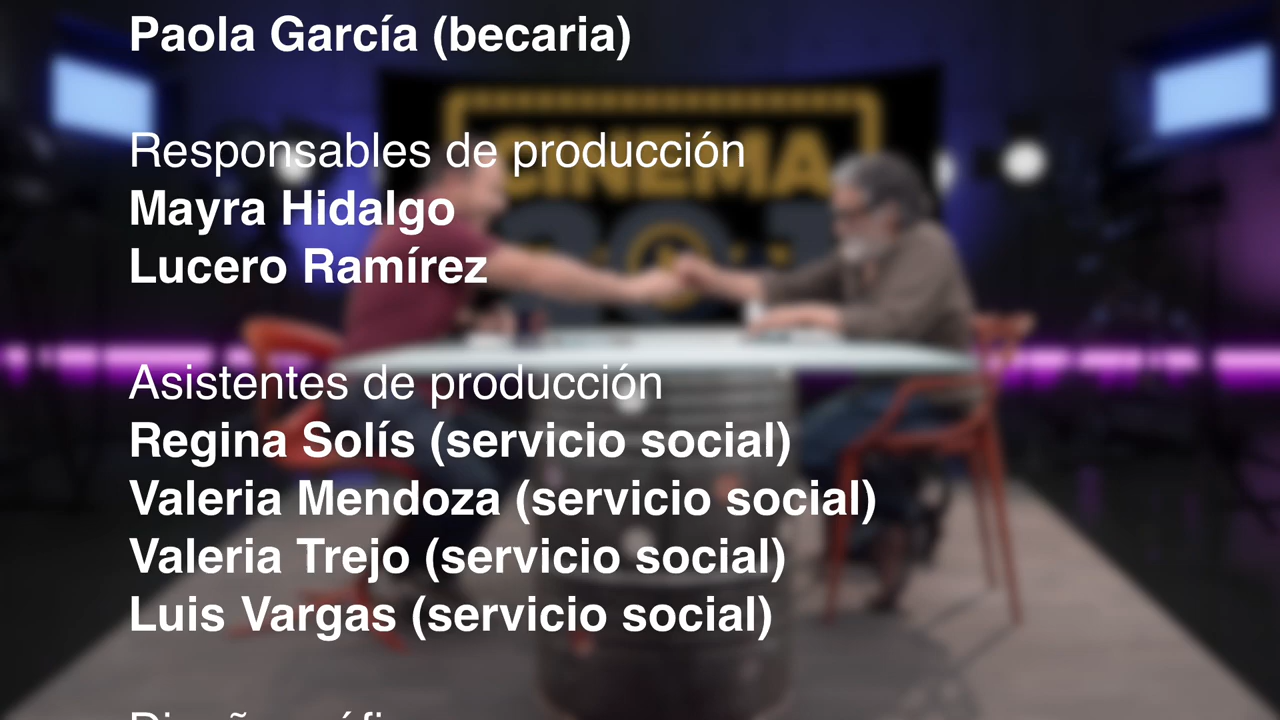 Paola García (becaria)
Responsables de producción
Mayra Hidalgo
Lucero Ramírez
Asistentes de producción
Regina Solís (servicio social)
Valeria Mendoza (servicio social)
Valeria Trejo (servicio social)
Luis Vargas (servicio social)
CINEMA